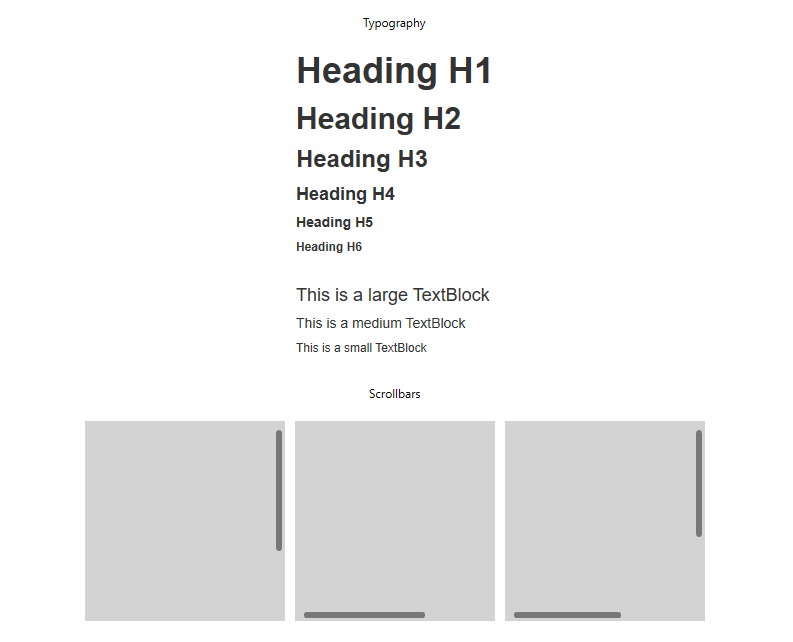 Typography
Heading H1
Heading H2
Heading H3
Heading H4
Heading H5
Heading H6
This is a large TextBlock
This is a medium TextBlock
This is a small TextBlock
Scrollbars